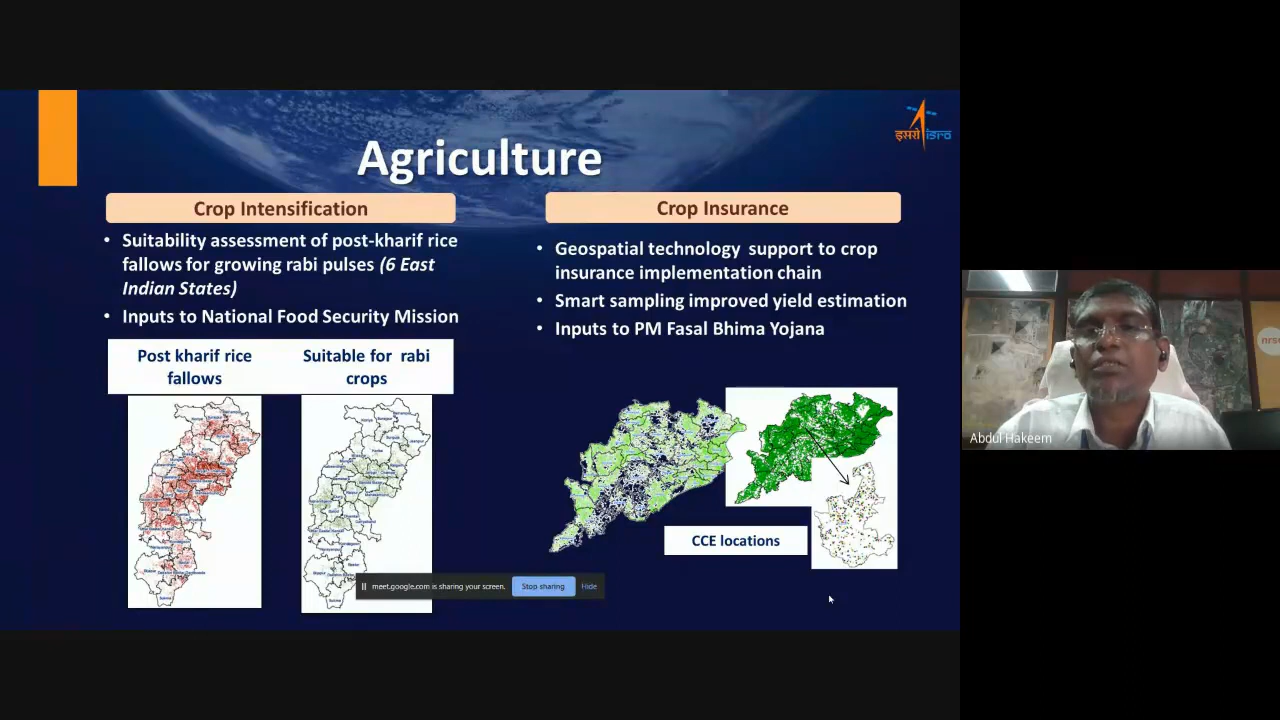 Agriculture
इसरो isro
Crop Intensification
• Suitability assessment of post-kharif rice
fallows for growing rabi pulses (6 East
Indian States)
• Inputs to National Food Security Mission
Post kharif rice
fallows
Suitable for rabi
crops
Crop Insurance
• Geospatial technology support to crop
insurance implementation chain
• Smart sampling improved yield estimation
• Inputs to PM Fasal Bhima Yojana
CCE locations
meet.google.com is sharing your screen.
Stop sharing
Hide
nrsc
Abdul Hakeem